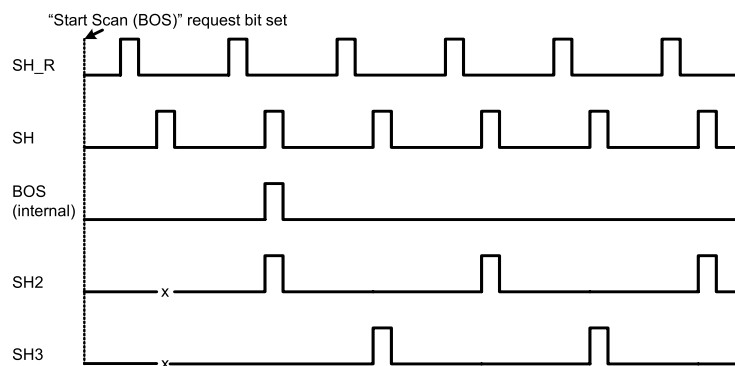 “Start Scan (BOS)” request bit set
SH_R
SH
BOS
(internal)
SH2
x
SH3
x